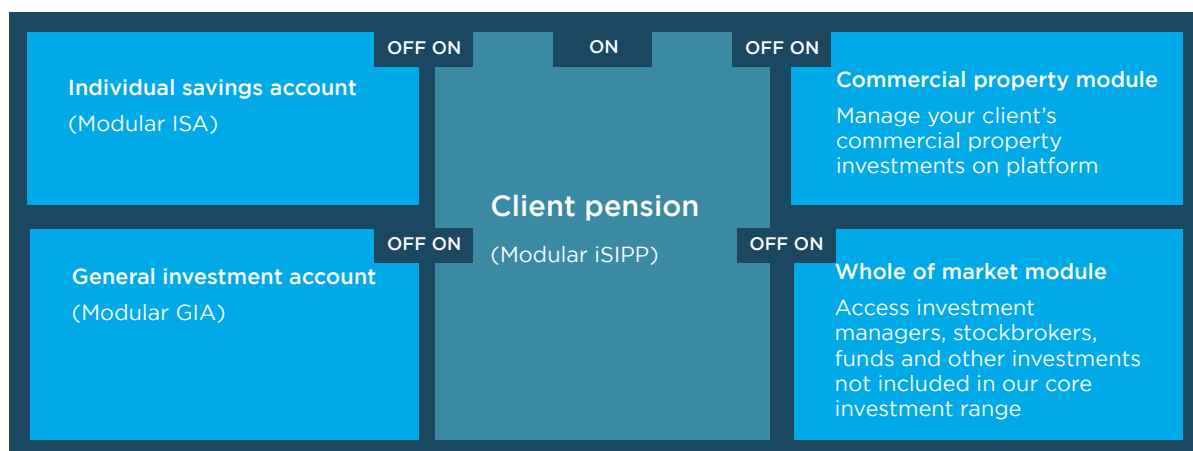 OFF ON
ON
OFF ON
Individual savings account
(Modular ISA)
Commercial property module
Manage your client’s
commercial property
investments on platform
Client pension
(Modular iSIPP)
OFF ON
OFF ON
General investment account
(Modular GIA)
Whole of market module
Access investment
managers, stockbrokers,
funds and other investments
not included in our core
investment range